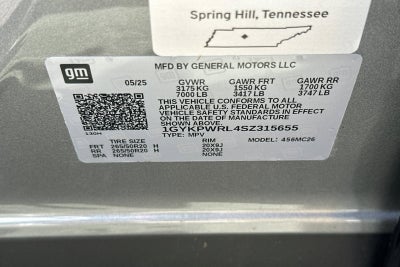 Spring Hill, Tennessee
MFD BY GENERAL MOTORS LLC
gm
05/25 GVWR GAWR FRT GAWR RR
3175 KG 1550 KG 1700 KG
7000 LB 3417 LB 3747 LB
THIS VEHICLE CONFORMS TO ALL
APPLICABLE U.S. FEDERAL MOTOR
VEHICLE SAFETY STANDARDS IN EFFECT
ON THE DATE OF MANUFACTURE
SHOWN ABOVE.
1GYKPWRL4SZ315655
TYPE: MPV MODEL: 456MC26
TIRE SIZE RIM
FRT 265/50R20 H 20X9J
RR 265/50R20 H 20X9J
SPA NONE NONE